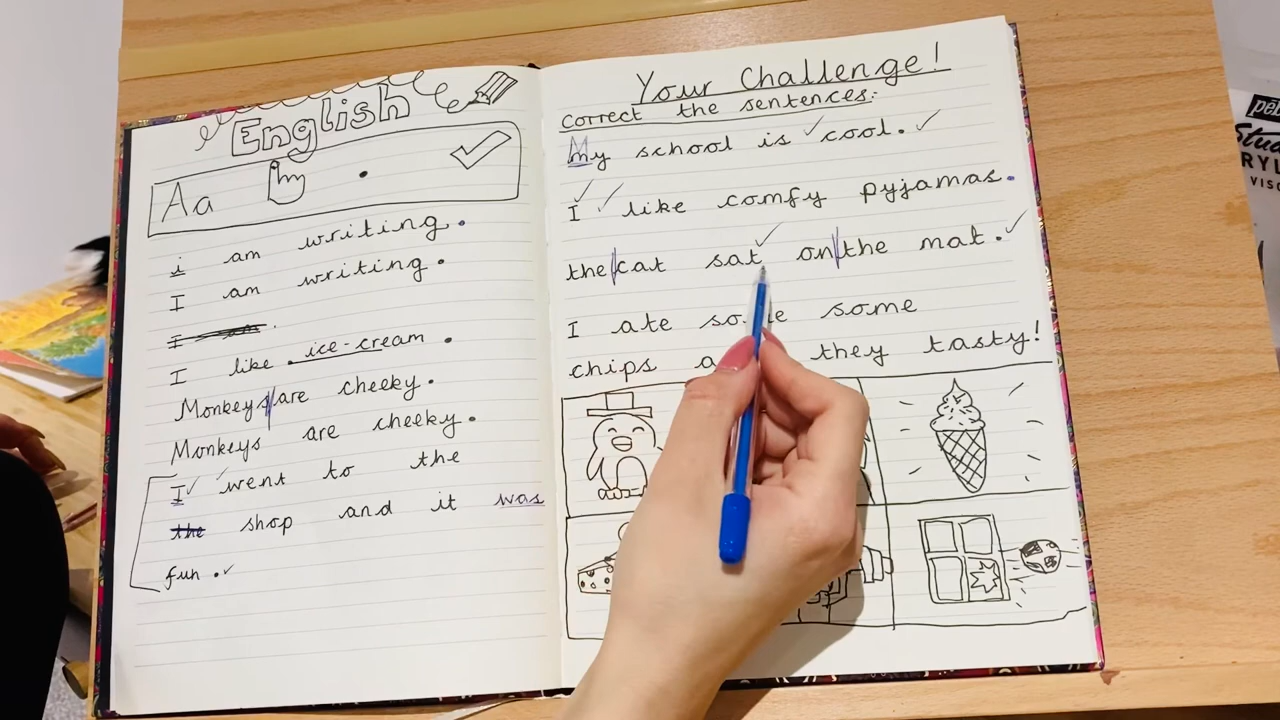 English
Aa .
i am writing.
I am writing.
I
I like ice-cream.
Monkeys are cheeky.
Monkeys are cheeky.
I went to the
the shop and it was
fun.
Your Challenge!
Correct the sentences:
My school is cool.
I like comfy pyjamas.
the cat sat on the mat.
I ate some
chips they tasty!